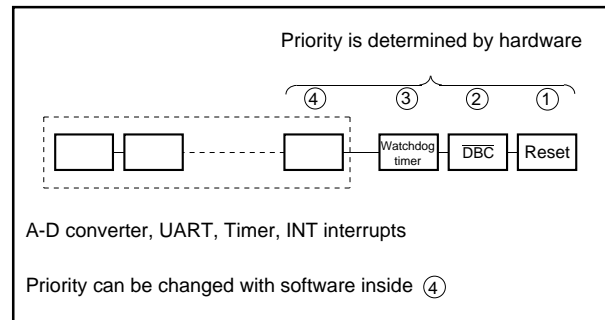 Priority is determined by hardware
④ ③ ② ①
Watchdog
timer
D̅B̅C̅
Reset
A-D converter, UART, Timer, INT interrupts
Priority can be changed with software inside ④